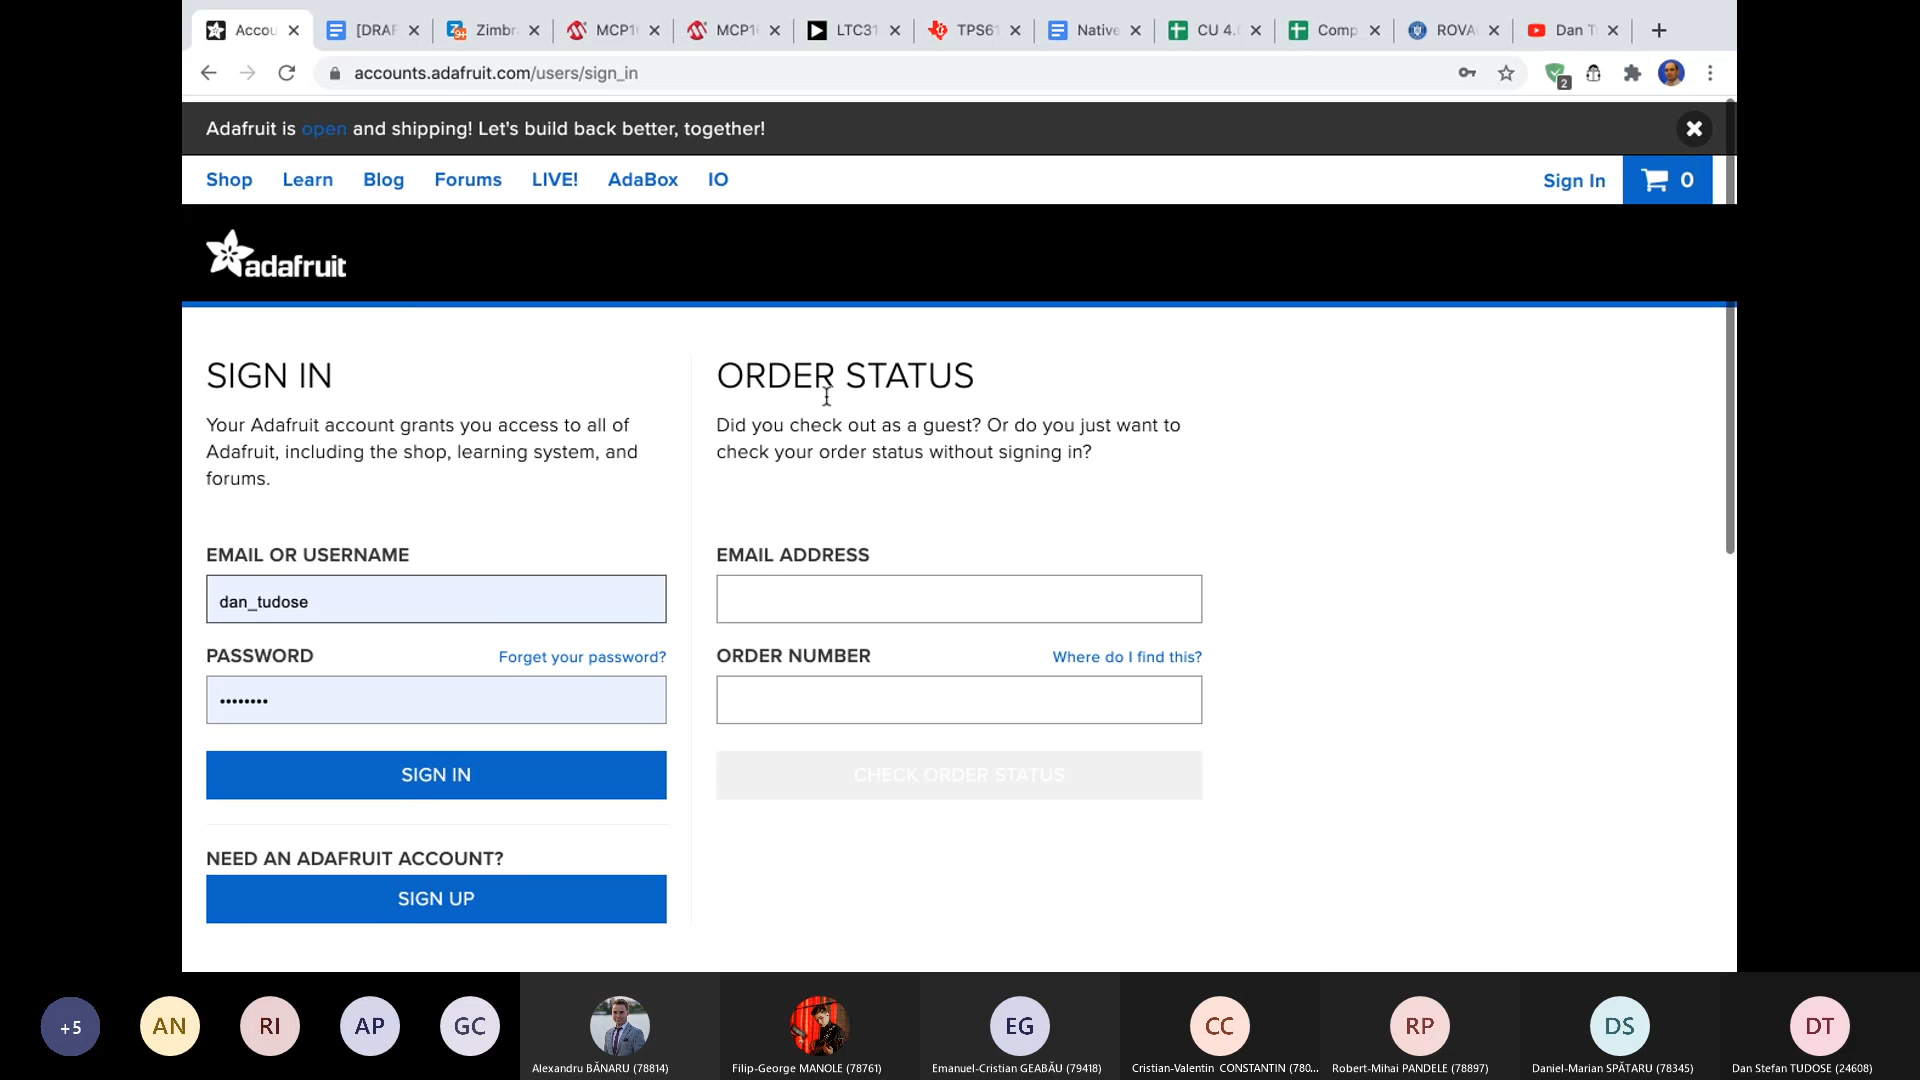 Accou
[DRAF
Zimbr
MCP1
MCP1
LTC31
TPS61
Native
CU 4.
Comp
ROVA
Dan T
accounts.adafruit.com/users/sign_in
2
Adafruit is open and shipping! Let's build back better, together!
Shop Learn Blog Forums LIVE! AdaBox IO
Sign In
0
adafruit
SIGN IN
Your Adafruit account grants you access to all of
Adafruit, including the shop, learning system, and
forums.
EMAIL OR USERNAME
dan_tudose
PASSWORD
Forget your password?
••••••••
SIGN IN
NEED AN ADAFRUIT ACCOUNT?
SIGN UP
ORDER STATUS
Did you check out as a guest? Or do you just want to
check your order status without signing in?
EMAIL ADDRESS
ORDER NUMBER
Where do I find this?
CHECK ORDER STATUS
+5
AN
RI
AP
GC
EG
CC
RP
DS
DT
Alexandru BĂNARU (78814)
Filip-George MANOLE (78761)
Emanuel-Cristian GEABĂU (79418)
Cristian-Valentin CONSTANTIN (780...
Robert-Mihai PANDELE (78897)
Daniel-Marian SPĂTARU (78345)
Dan Stefan TUDOSE (24608)